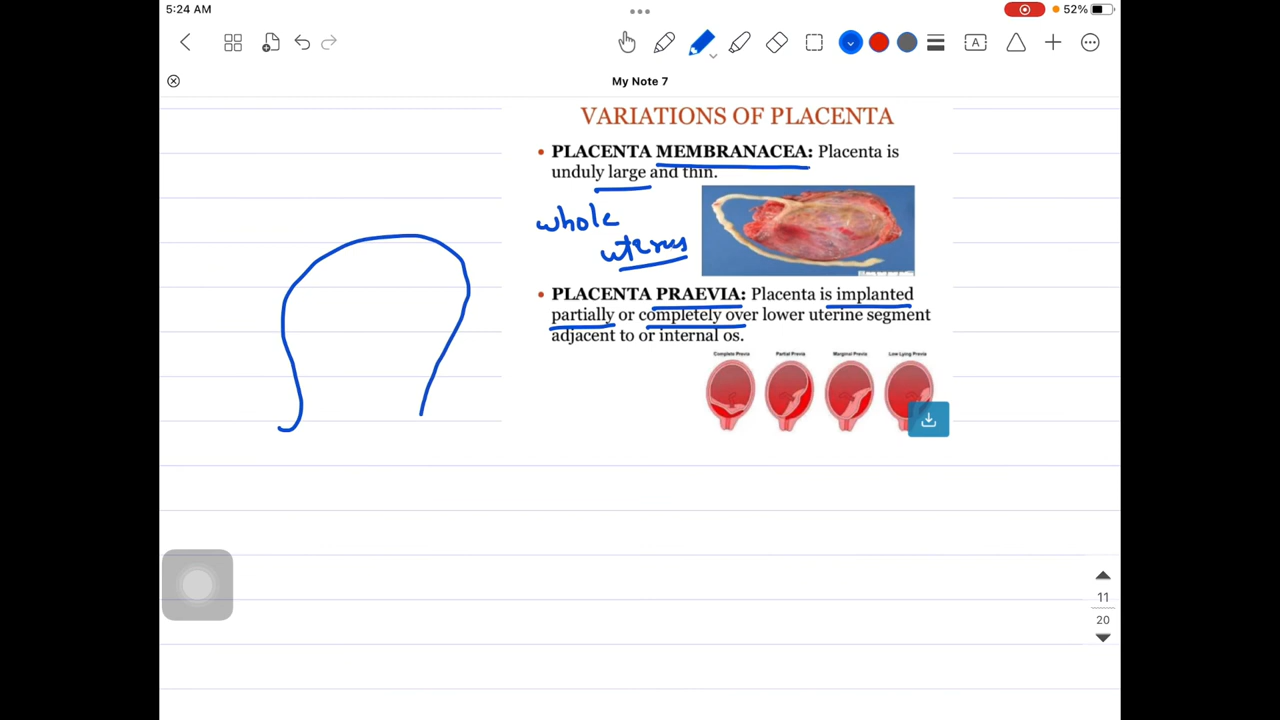 5:24 AM
52%
A
My Note 7
VARIATIONS OF PLACENTA
• PLACENTA MEMBRANACEA: Placenta is
unduly large and thin.
whole
uterus
• PLACENTA PRAEVIA: Placenta is implanted
partially or completely over lower uterine segment
adjacent to or internal os.
Complete Previa Partial Previa Marginal Previa Low Lying Previa
11
20